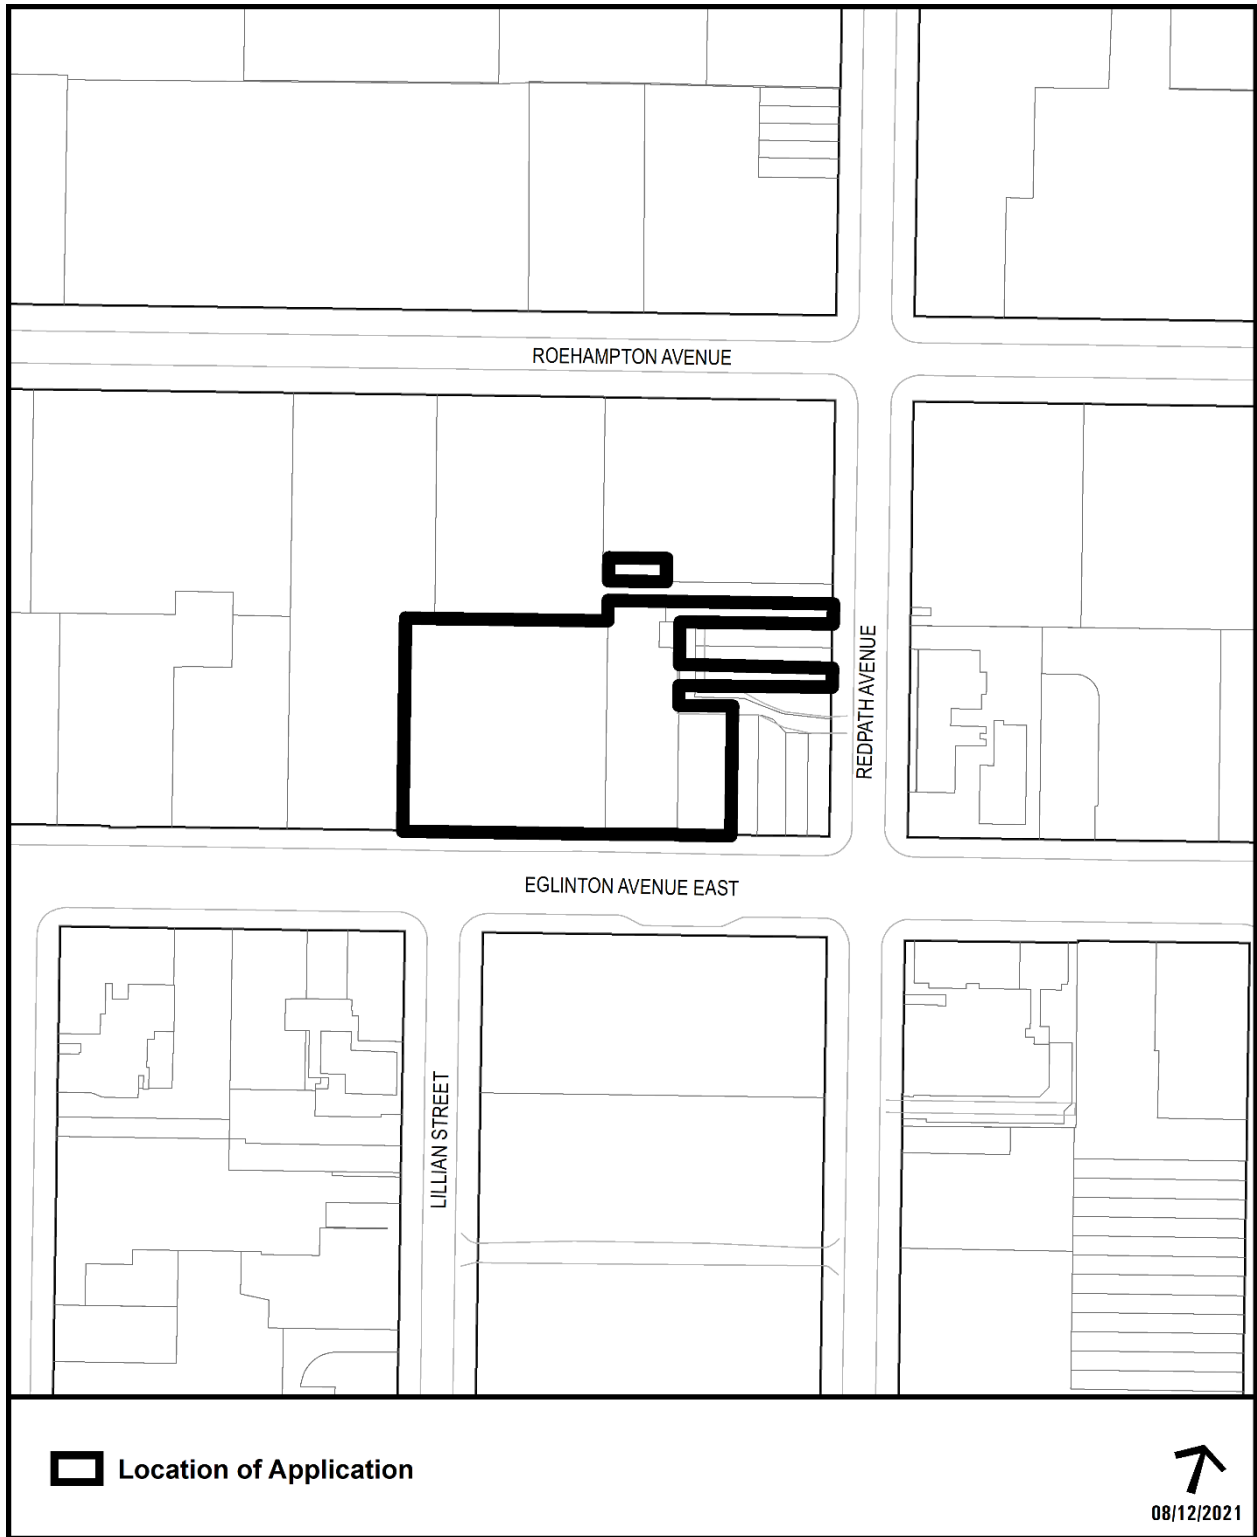 ROEHAMPTON AVENUE
REDPATH AVENUE
EGLINTON AVENUE EAST
LILLIAN STREET
Location of Application
08/12/2021